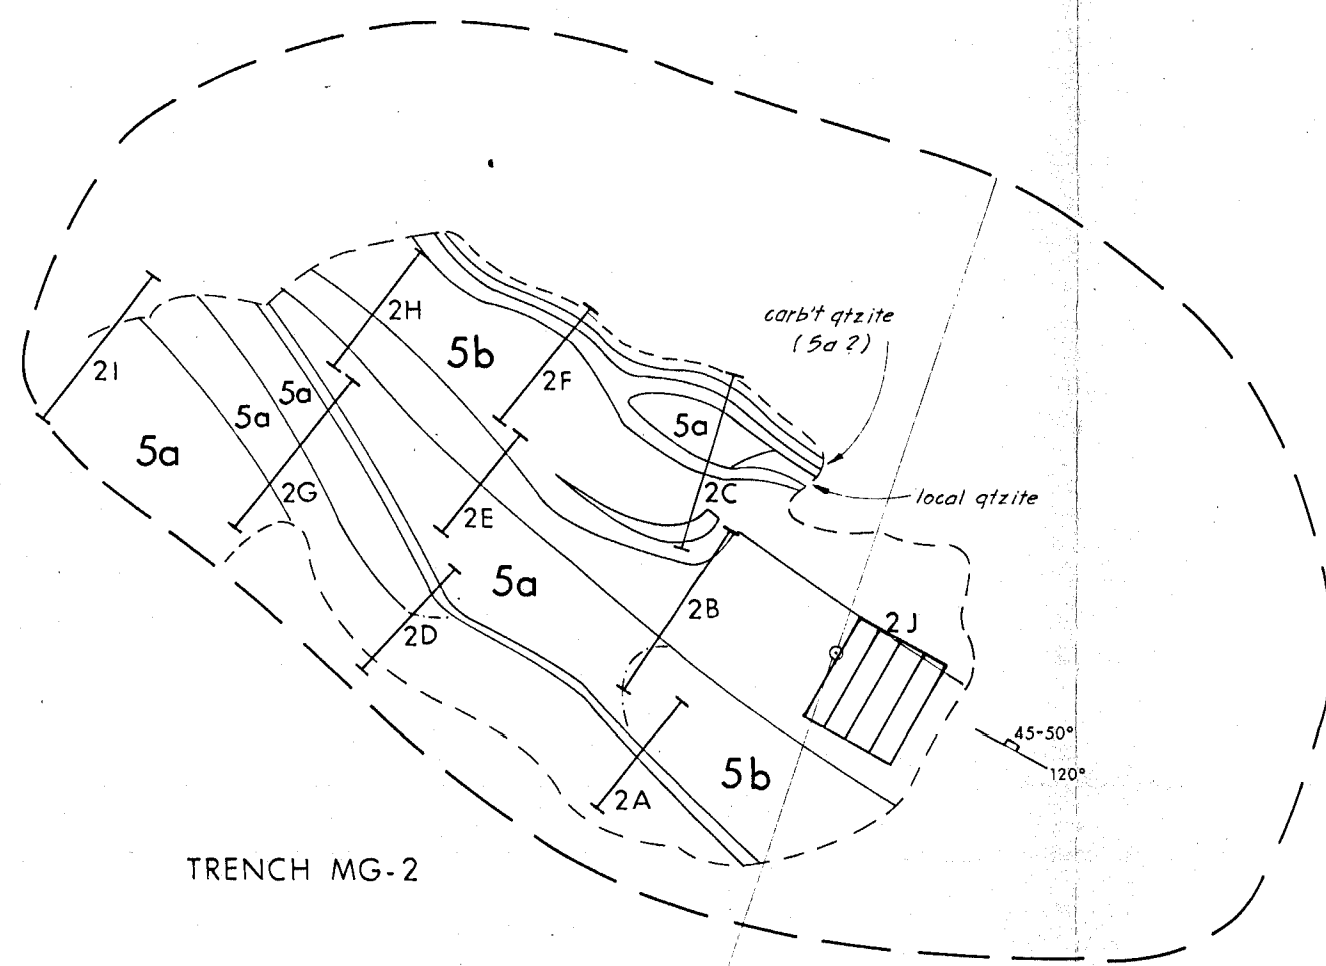 carb't qtzite
(5a ?)
2H
5b
2I
2F
5a
5a
5a
5a
2G
2C
local qtzite
2E
5a
2B
2J
2D
45-50°
120°
5b
2A
TRENCH MG-2